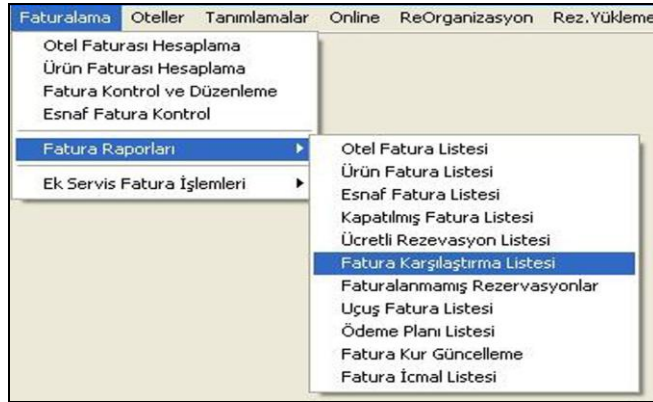 Faturalama Oteller Tanımlamalar Online ReOrganizasyon Rez.Yükleme
Otel Faturası Hesaplama
Ürün Faturası Hesaplama
Fatura Kontrol ve Düzenleme
Esnaf Fatura Kontrol
Fatura Raporları
Ek Servis Fatura İşlemleri
Otel Fatura Listesi
Ürün Fatura Listesi
Esnaf Fatura Listesi
Kapatılmış Fatura Listesi
Ücretli Rezevasyon Listesi
Fatura Karşılaştırma Listesi
Faturalanmamış Rezervasyonlar
Uçuş Fatura Listesi
Ödeme Planı Listesi
Fatura Kur Güncelleme
Fatura İcmal Listesi